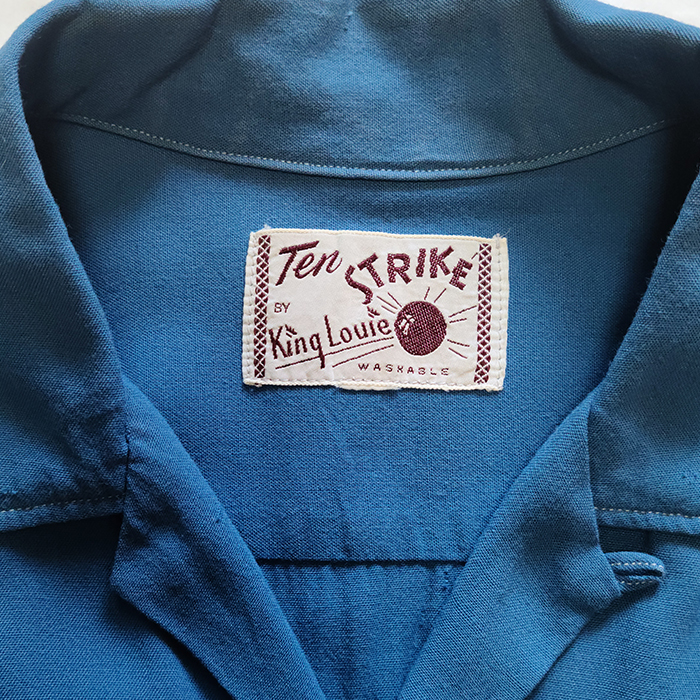 Ten STRIKE
BY
King Louie
WASHABLE